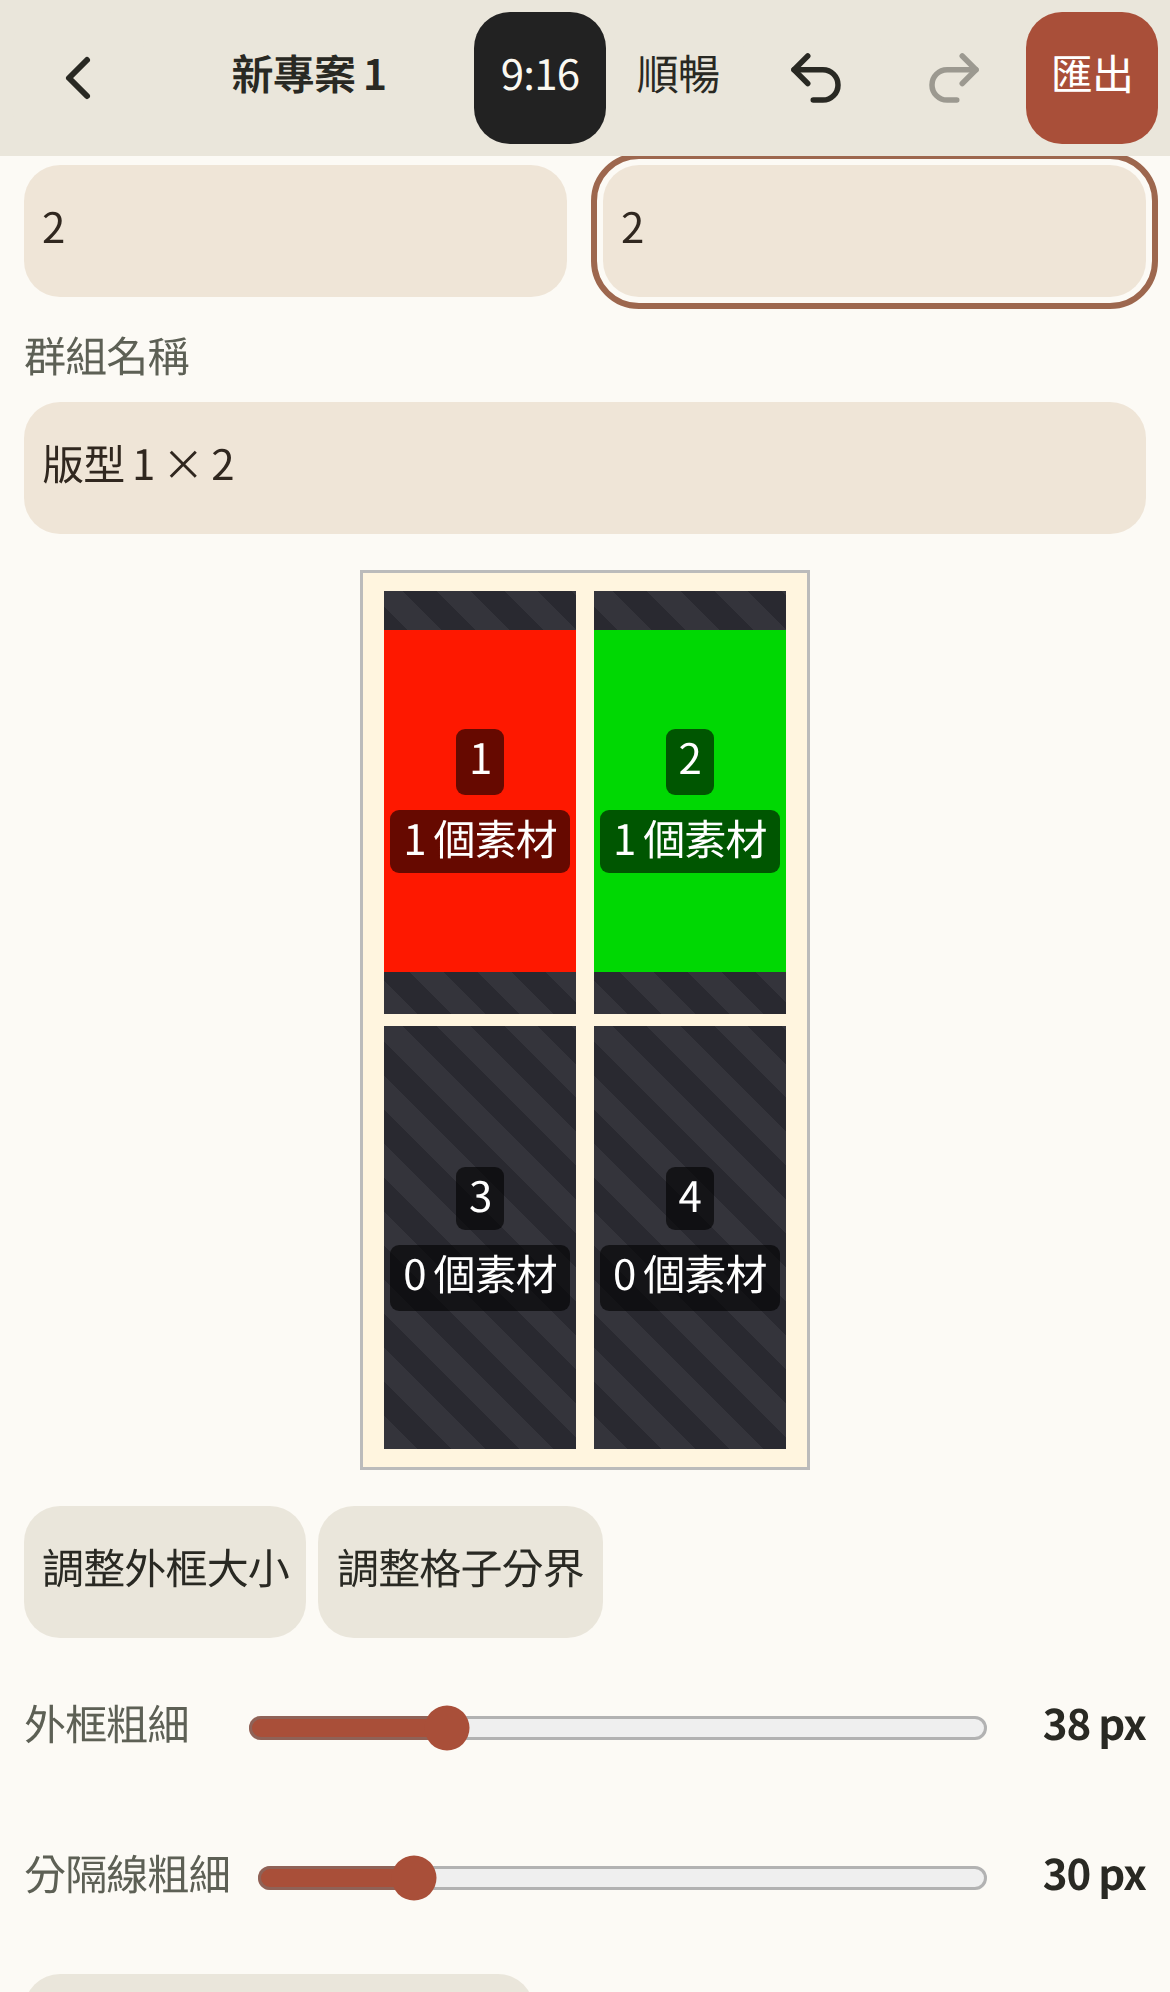 新專案 1
9:16
順暢
匯出
2
2
群組名稱
版型 1 × 2
1
2
1 個素材
1 個素材
3
4
0 個素材
0 個素材
調整外框大小
調整格子分界
外框粗細
38 px
分隔線粗細
30 px